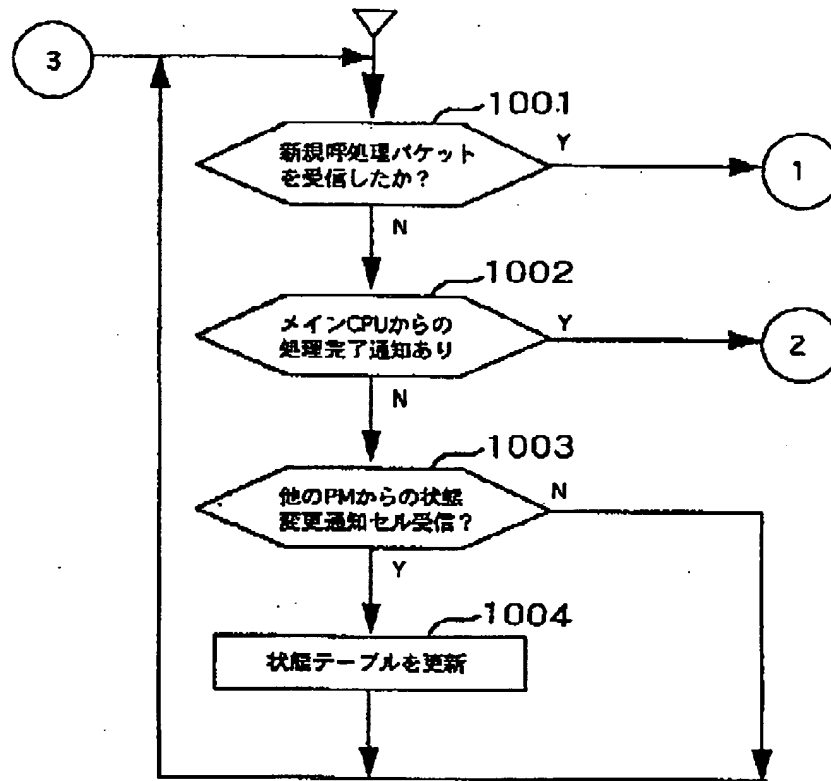 3
1001
新規呼処理パケット
を受信したか？
Y
1
N
1002
メインCPUからの
処理完了通知あり
Y
2
N
1003
他のPMからの状態
変更通知セル受信？
N
Y
1004
状態テーブルを更新